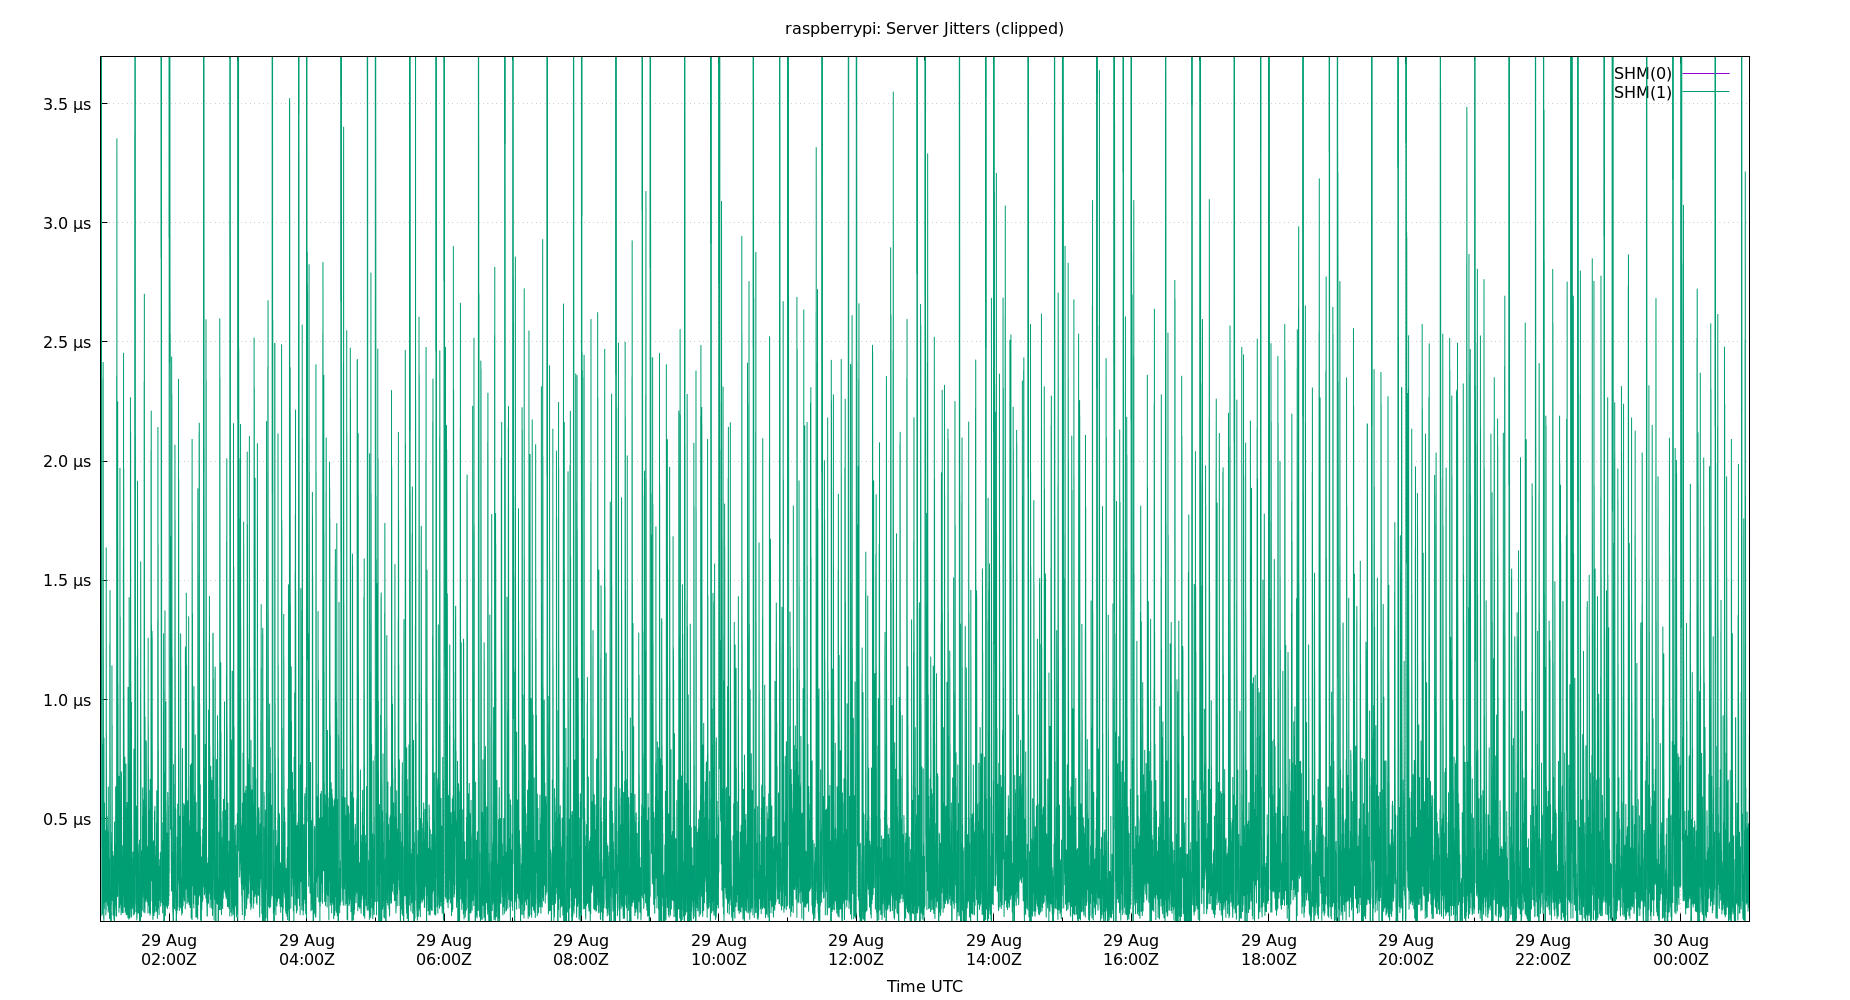 raspberrypi: Server Jitters (clipped)
SHM(0)
SHM(1)
3.5 µs
3.0 µs
2.5 µs
2.0 µs
1.5 µs
1.0 µs
0.5 µs
29 Aug 29 Aug 29 Aug 29 Aug 29 Aug 29 Aug 29 Aug 29 Aug 29 Aug 29 Aug 29 Aug 30 Aug
02:00Z 04:00Z 06:00Z 08:00Z 10:00Z 12:00Z 14:00Z 16:00Z 18:00Z 20:00Z 22:00Z 00:00Z
Time UTC